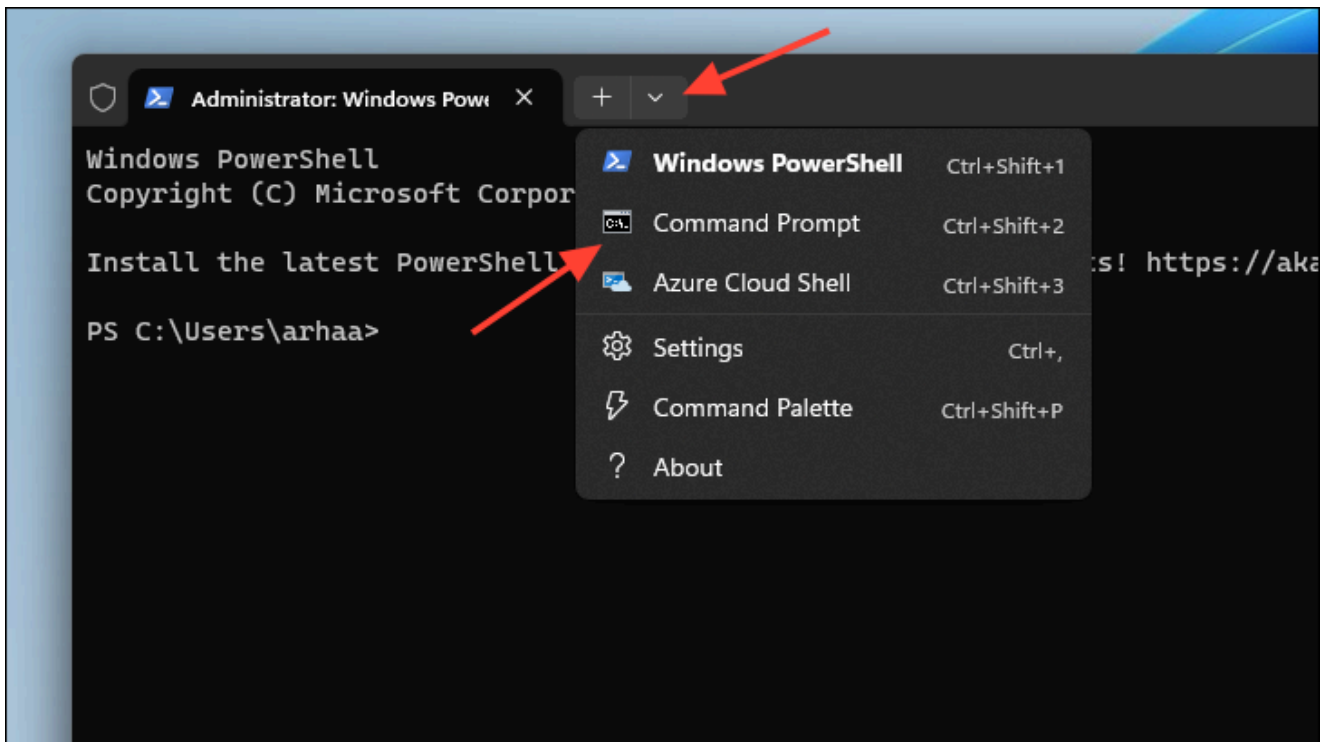 Administrator: Windows Powe
Windows PowerShell
Copyright (C) Microsoft Corpor
Install the latest PowerShell
s! https://aka
PS C:\Users\arhaa>
Windows PowerShell Ctrl+Shift+1
C:\. Command Prompt Ctrl+Shift+2
Azure Cloud Shell Ctrl+Shift+3
Settings Ctrl+,
Command Palette Ctrl+Shift+P
? About